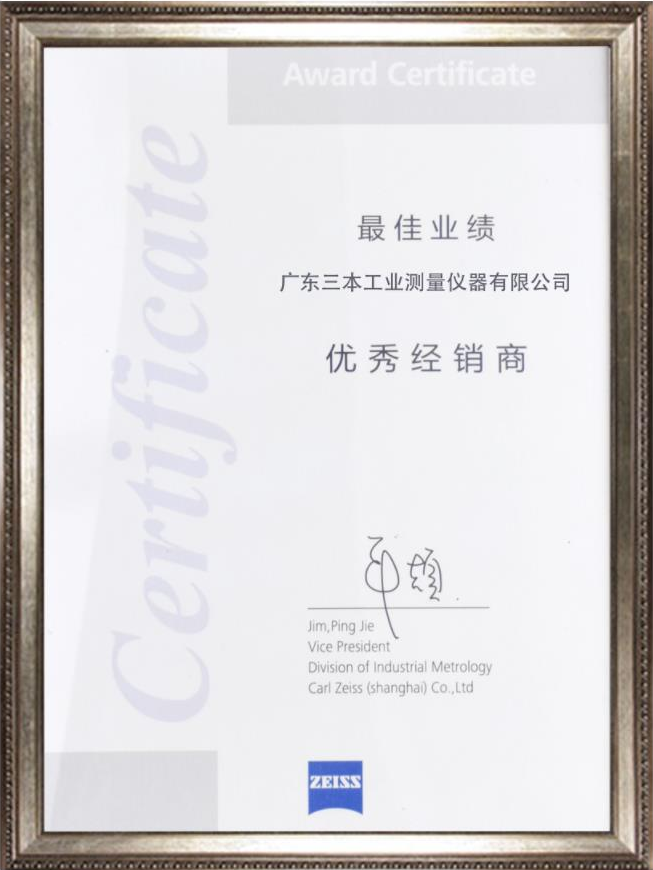 Award Certificate
Certificate
最佳业绩
广东三本工业测量仪器有限公司
优秀经销商
Jim,Ping Jie
Vice President
Division of Industrial Metrology
Carl Zeiss (shanghai) Co.,Ltd
ZEISS